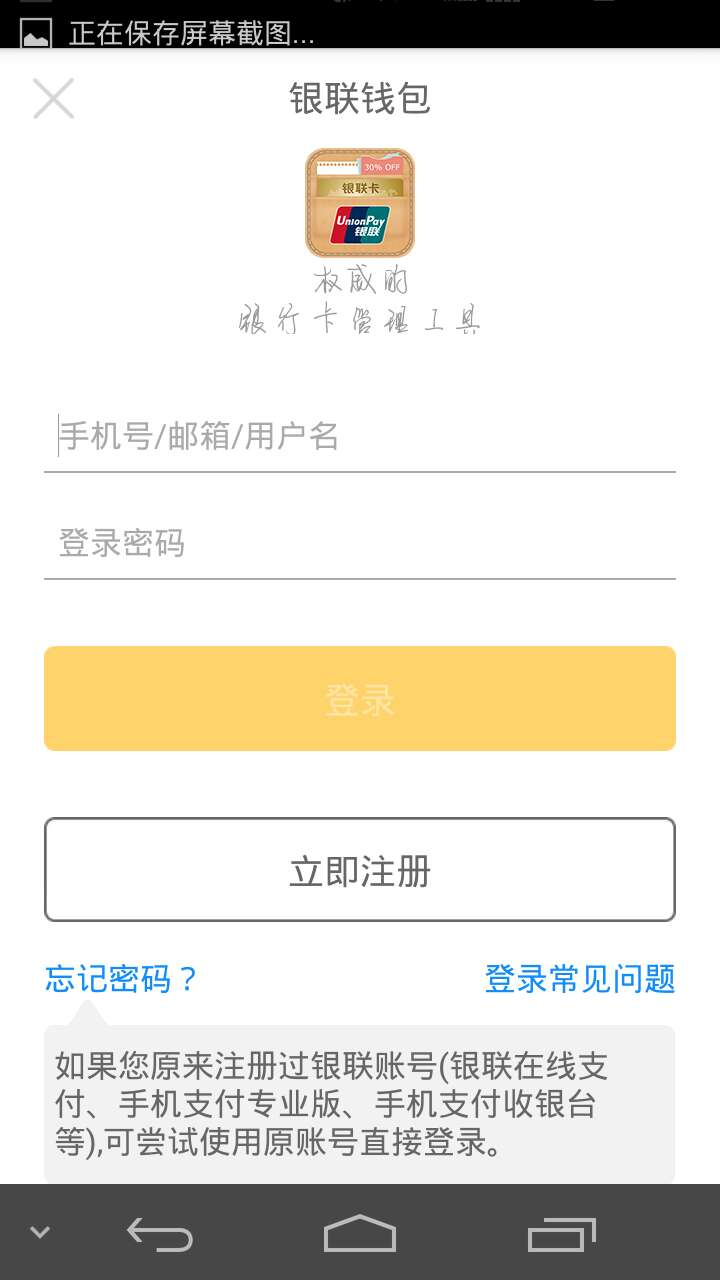 正在保存屏幕截图...
银联钱包
30% OFF
银联卡
UnionPay
银联
权威的
银行卡管理工具
手机号/邮箱/用户名
登录密码
登录
立即注册
忘记密码？
登录常见问题
如果您原来注册过银联账号(银联在线支
付、手机支付专业版、手机支付收银台
等),可尝试使用原账号直接登录。